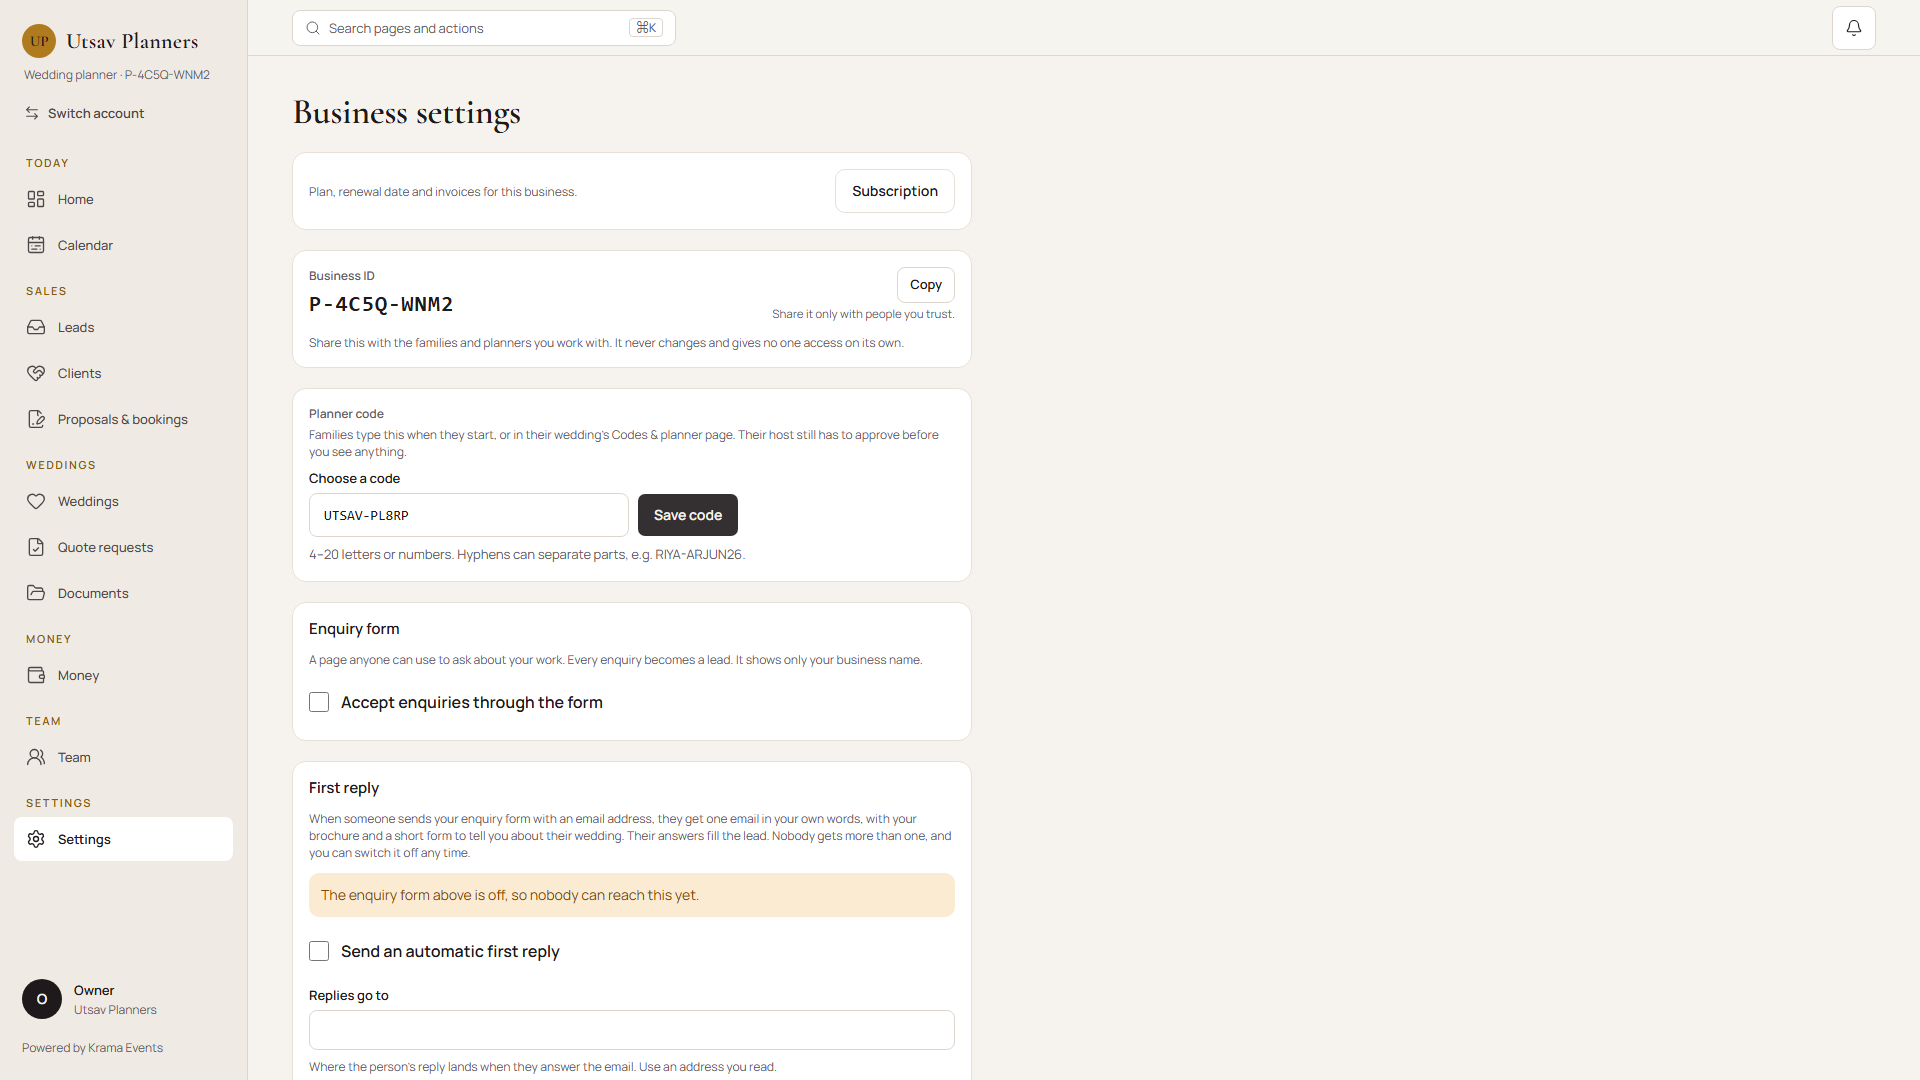 UP
Utsav Planners
Wedding planner · P-4C5Q-WNM2
Switch account
TODAY
Home
Calendar
SALES
Leads
Clients
Proposals & bookings
WEDDINGS
Weddings
Quote requests
Documents
MONEY
Money
TEAM
Team
SETTINGS
Settings
O
Owner
Utsav Planners
Powered by Krama Events
Search pages and actions
⌘K
Business settings
Plan, renewal date and invoices for this business.
Subscription
Business ID
P-4C5Q-WNM2
Copy
Share it only with people you trust.
Share this with the families and planners you work with. It never changes and gives no one access on its own.
Planner code
Families type this when they start, or in their wedding's Codes & planner page. Their host still has to approve before
you see anything.
Choose a code
UTSAV-PL8RP
Save code
4–20 letters or numbers. Hyphens can separate parts, e.g. RIYA-ARJUN26.
Enquiry form
A page anyone can use to ask about your work. Every enquiry becomes a lead. It shows only your business name.
Accept enquiries through the form
First reply
When someone sends your enquiry form with an email address, they get one email in your own words, with your
brochure and a short form to tell you about their wedding. Their answers fill the lead. Nobody gets more than one, and
you can switch it off any time.
The enquiry form above is off, so nobody can reach this yet.
Send an automatic first reply
Replies go to
Where the person's reply lands when they answer the email. Use an address you read.